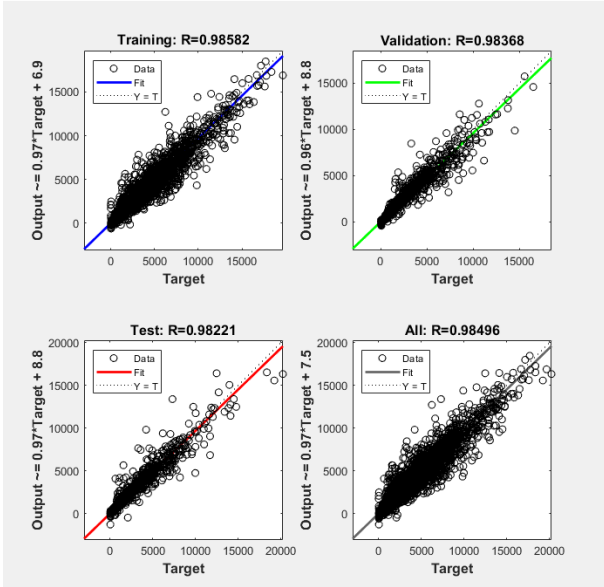 Training: R=0.98582
Output ~= 0.97*Target + 6.9
Data
Fit
Y = T
15000
10000
5000
0
0 5000 10000 15000
Target
Validation: R=0.98368
Output ~= 0.96*Target + 8.8
Data
Fit
Y = T
15000
10000
5000
0
0 5000 10000 15000
Target
Test: R=0.98221
Output ~= 0.97*Target + 8.8
Data
Fit
Y = T
20000
15000
10000
5000
0
0 5000 10000 15000 20000
Target
All: R=0.98496
Output ~= 0.97*Target + 7.5
Data
Fit
Y = T
20000
15000
10000
5000
0
0 5000 10000 15000 20000
Target